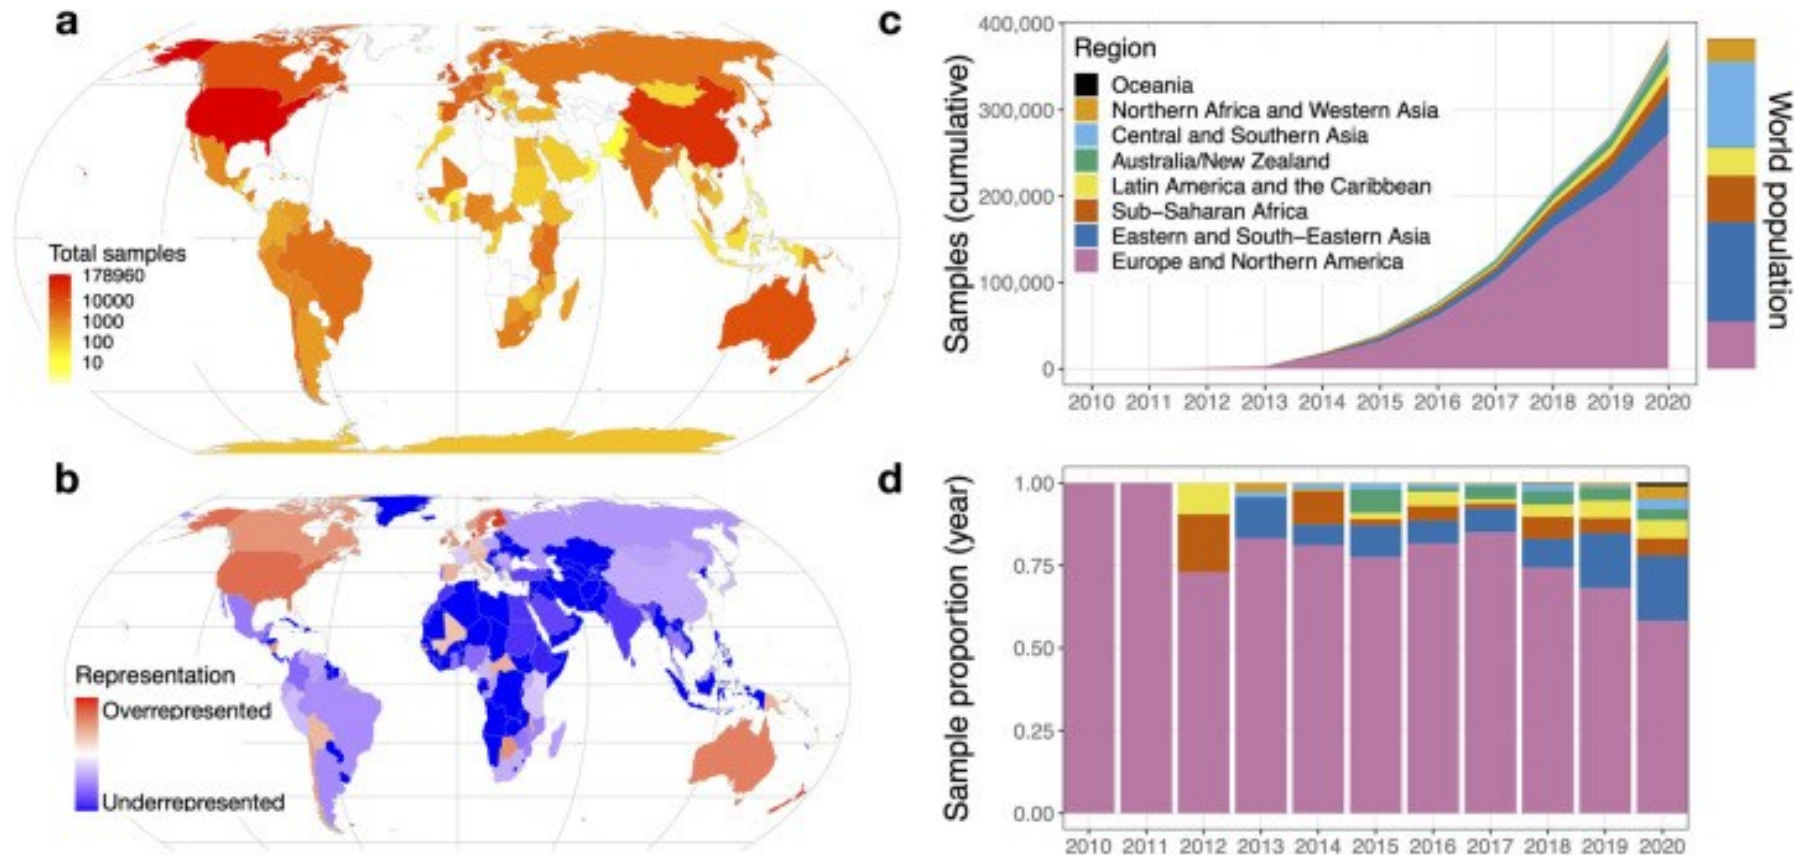 a
Total samples
178960
10000
1000
100
10
b
Representation
Overrepresented
Underrepresented
c
Samples (cumulative)
400,000
300,000
200,000
100,000
0
Region
Oceania
Northern Africa and Western Asia
Central and Southern Asia
Australia/New Zealand
Latin America and the Caribbean
Sub−Saharan Africa
Eastern and South−Eastern Asia
Europe and Northern America
2010 2011 2012 2013 2014 2015 2016 2017 2018 2019 2020
World population
d
Sample proportion (year)
1.00
0.75
0.50
0.25
0.00
2010 2011 2012 2013 2014 2015 2016 2017 2018 2019 2020